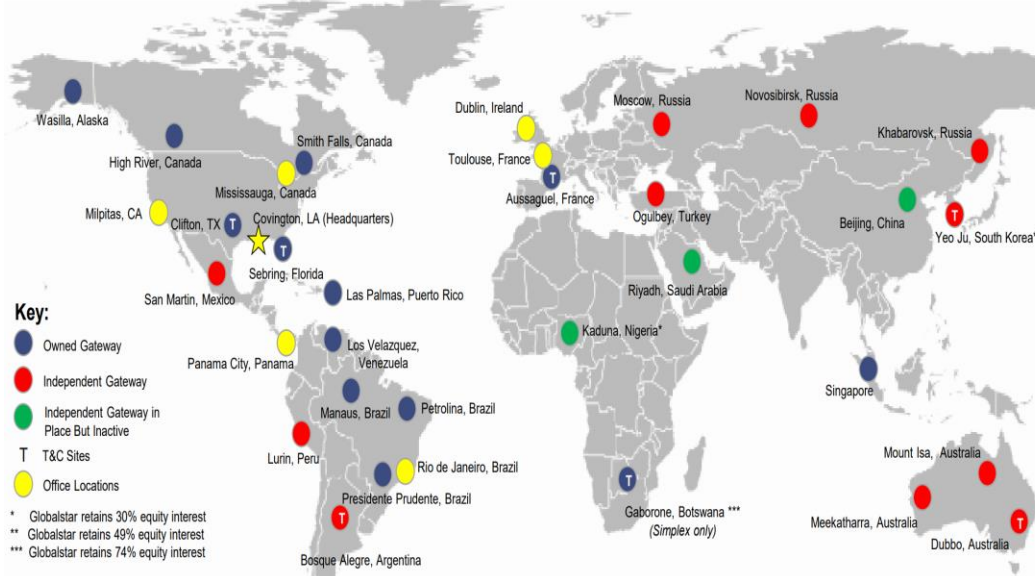 Wasilla, Alaska
High River, Canada
Smith Falls, Canada
Mississauga, Canada
Milpitas, CA
Clifton, TX
T
Covington, LA (Headquarters)
T
Sebring, Florida
San Martin, Mexico
Las Palmas, Puerto Rico
Panama City, Panama
Los Velazquez,
Venezuela
Manaus, Brazil
Petrolina, Brazil
Lurin, Peru
Rio de Janeiro, Brazil
Presidente Prudente, Brazil
T
Bosque Alegre, Argentina
Dublin, Ireland
Toulouse, France
T
Aussaguel, France
Moscow, Russia
Novosibirsk, Russia
Khabarovsk, Russia
Ogulbey, Turkey
Beijing, China
T
Yeo Ju, South Korea*
Riyadh, Saudi Arabia
Kaduna, Nigeria*
Singapore
T
Gaborone, Botswana ***
(Simplex only)
Mount Isa, Australia
Meekatharra, Australia
T
Dubbo, Australia
Key:
Owned Gateway
Independent Gateway
Independent Gateway in
Place But Inactive
T T&C Sites
Office Locations
* Globalstar retains 30% equity interest
** Globalstar retains 49% equity interest
*** Globalstar retains 74% equity interest